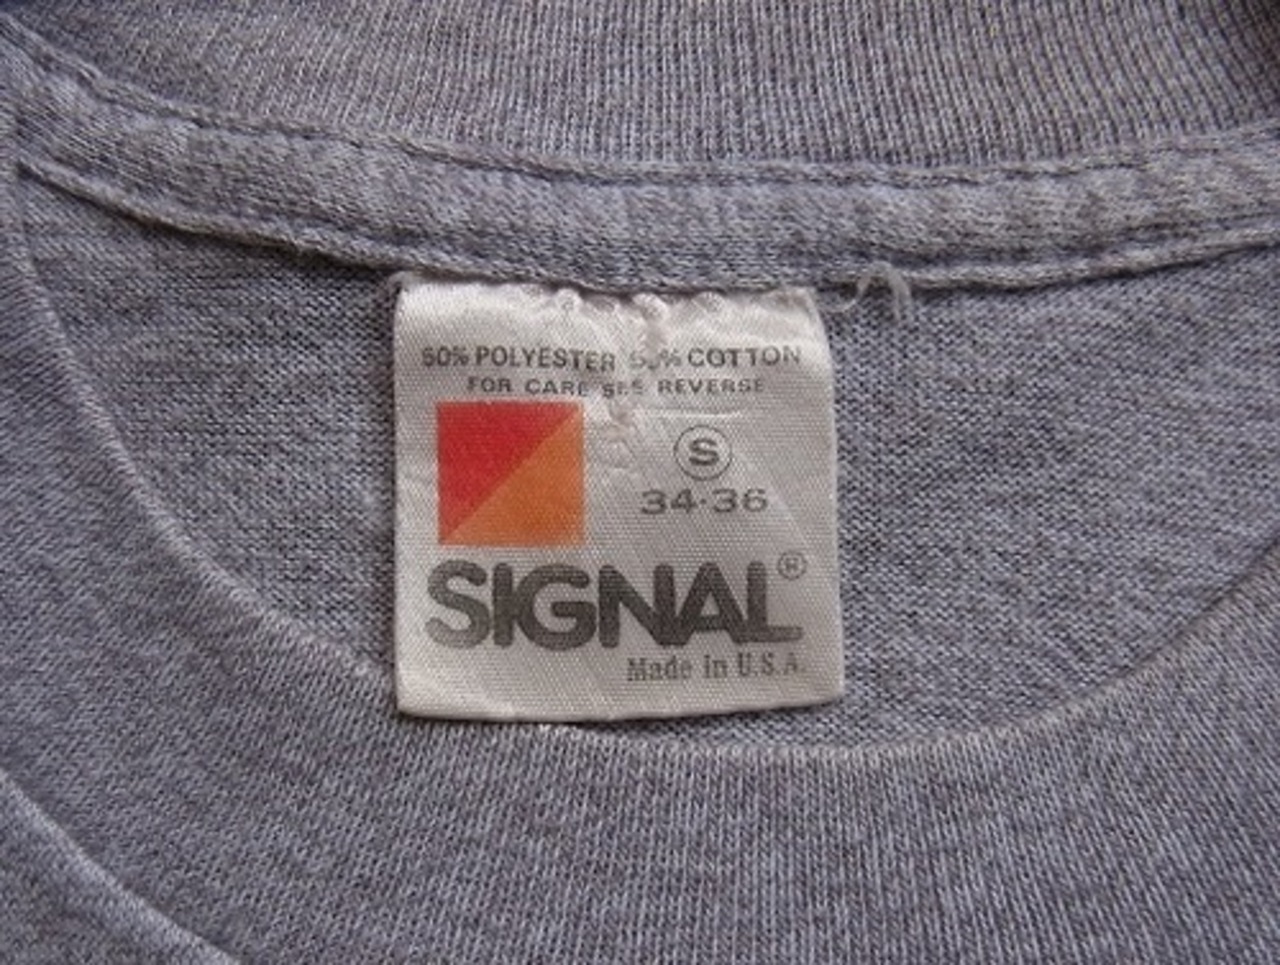 50% POLYESTER 50% COTTON
FOR CARE SEE REVERSE
S
34-36
SIGNAL®
Made in U.S.A.